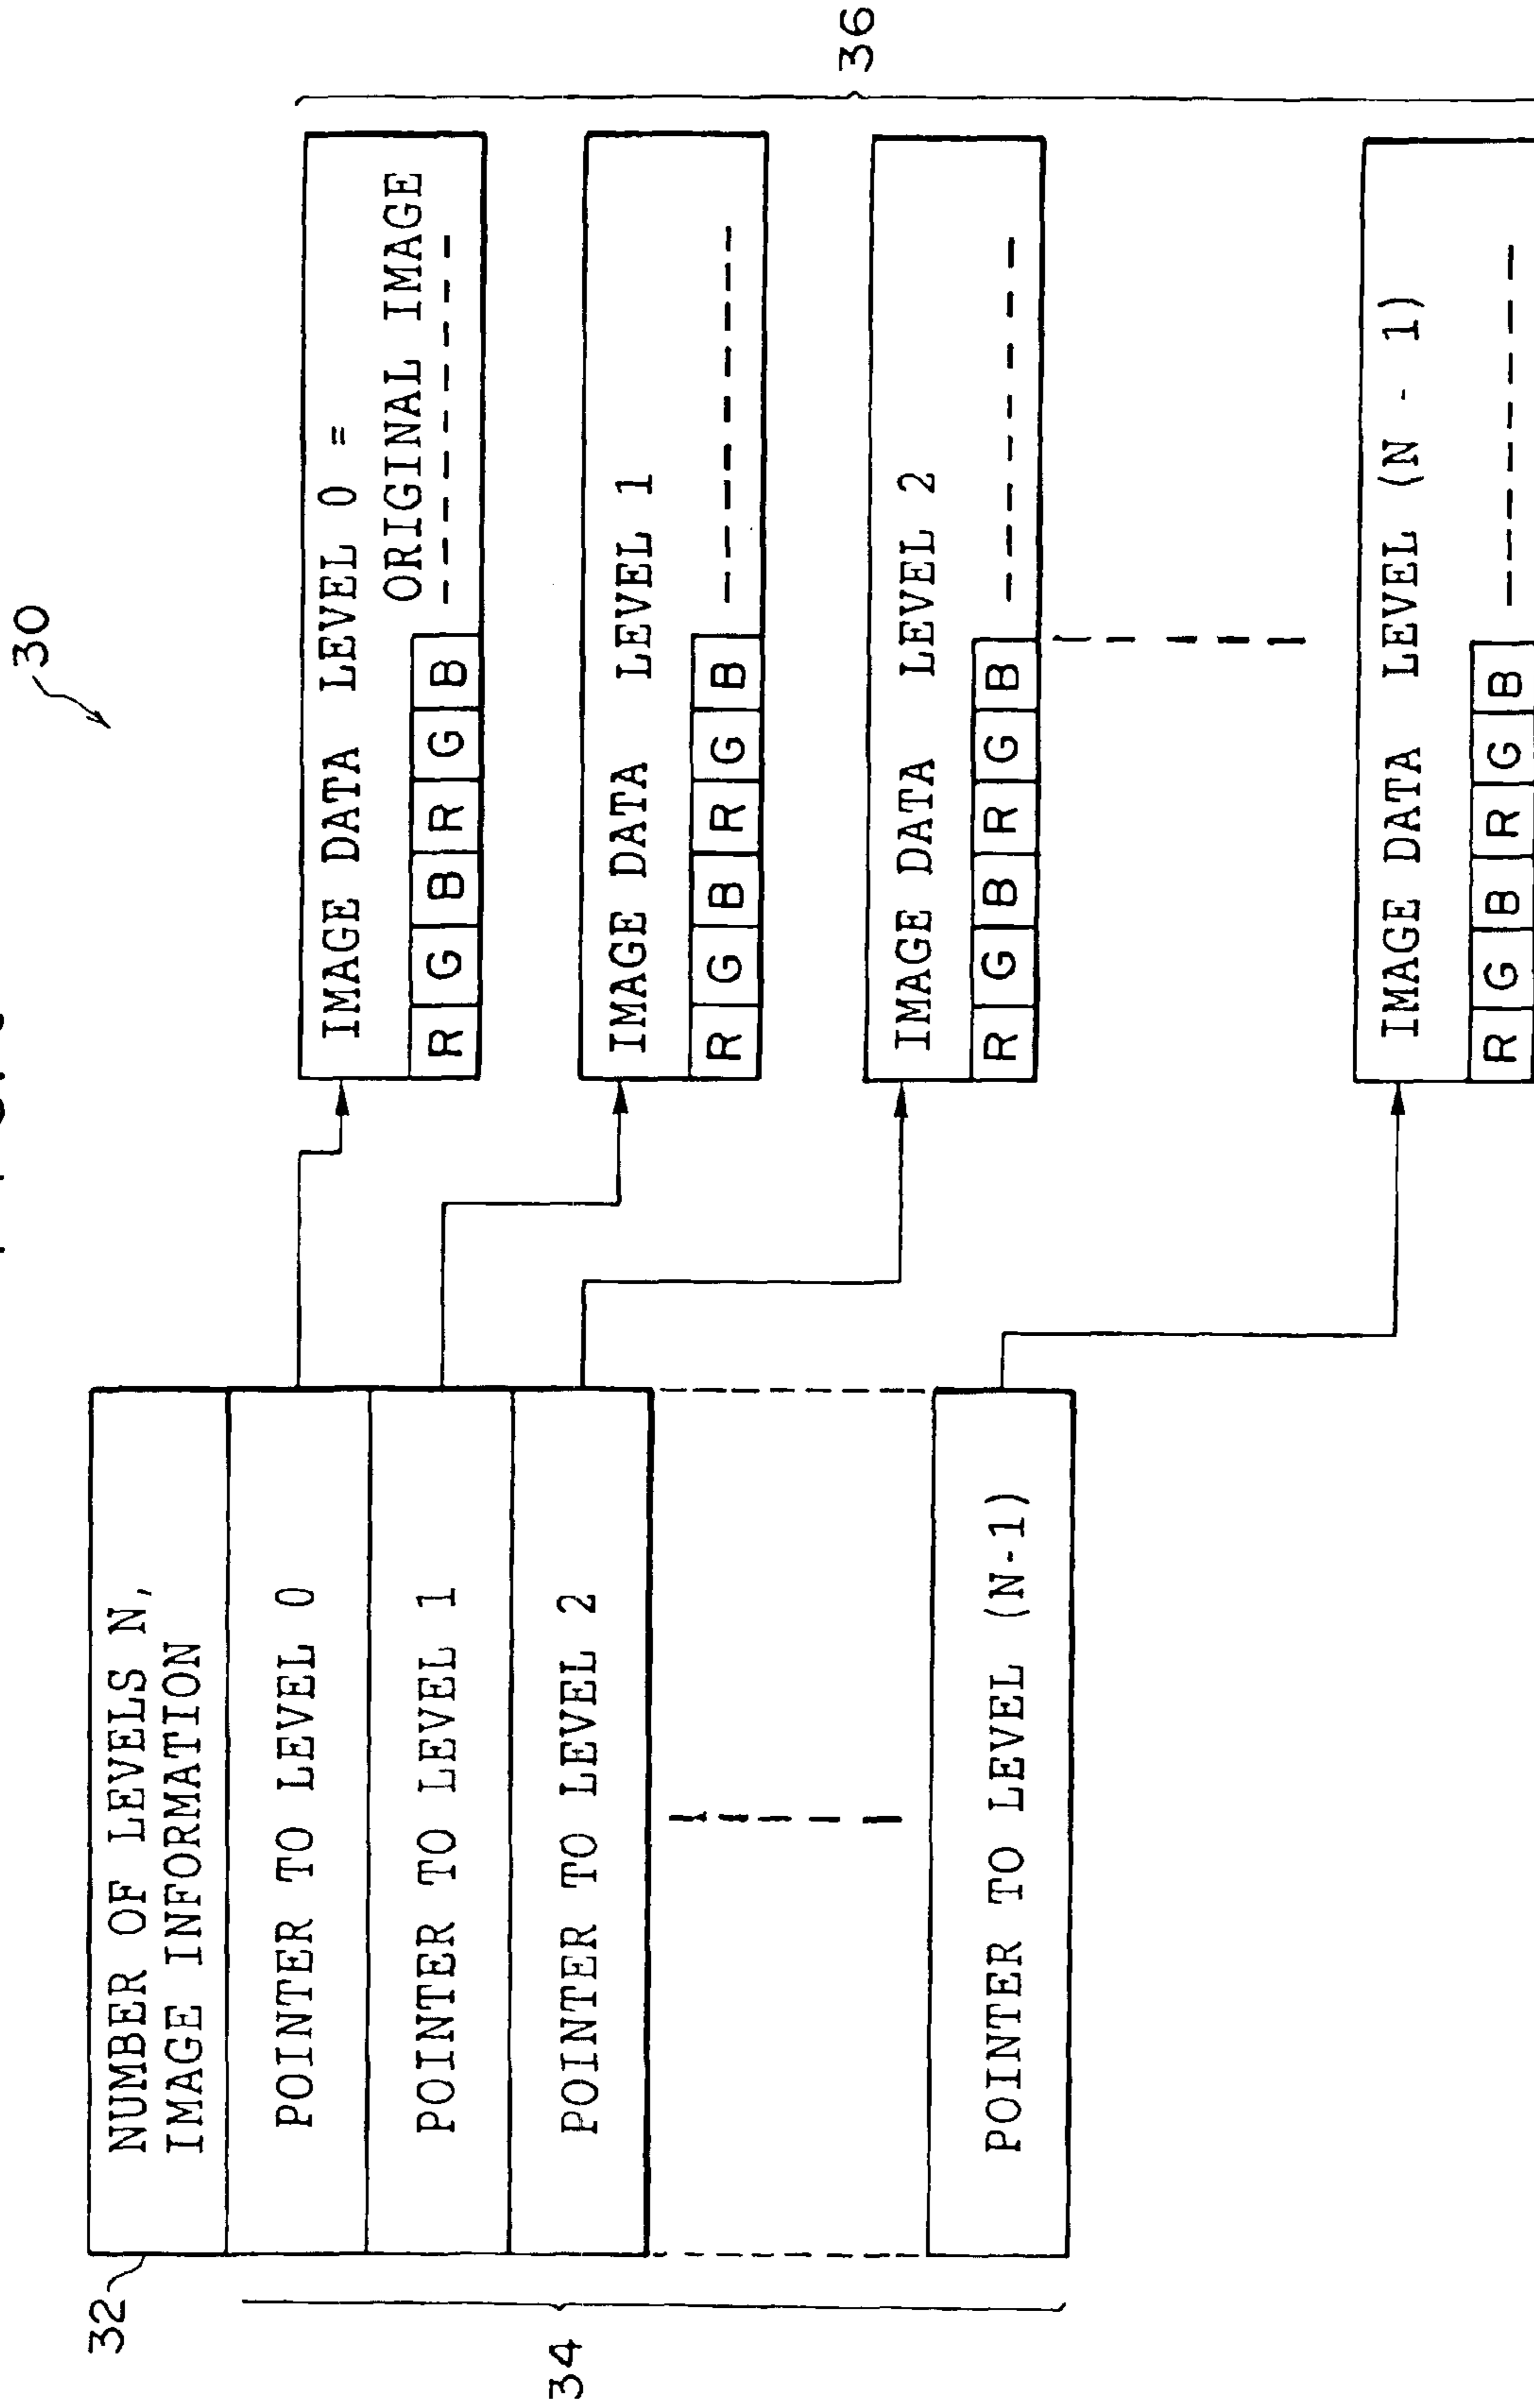 30
32
NUMBER OF LEVELS N,
IMAGE INFORMATION
POINTER TO LEVEL 0
POINTER TO LEVEL 1
POINTER TO LEVEL 2
POINTER TO LEVEL (N-1)
34
IMAGE DATA LEVEL 0 =
ORIGINAL IMAGE
R G B R G B
IMAGE DATA LEVEL 1
R G B R G B
IMAGE DATA LEVEL 2
R G B R G B
IMAGE DATA LEVEL (N - 1)
R G B R G B
36